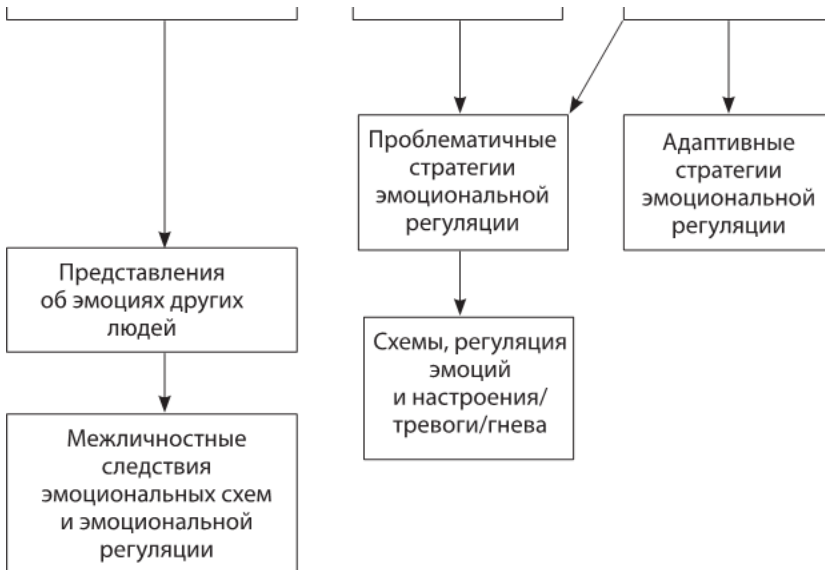 Проблематичные
стратегии
эмоциональной
регуляции
Адаптивные
стратегии
эмоциональной
регуляции
Представления
об эмоциях других
людей
Схемы, регуляция
эмоций
и настроения/
тревоги/гнева
Межличностные
следствия
эмоциональных схем
и эмоциональной
регуляции